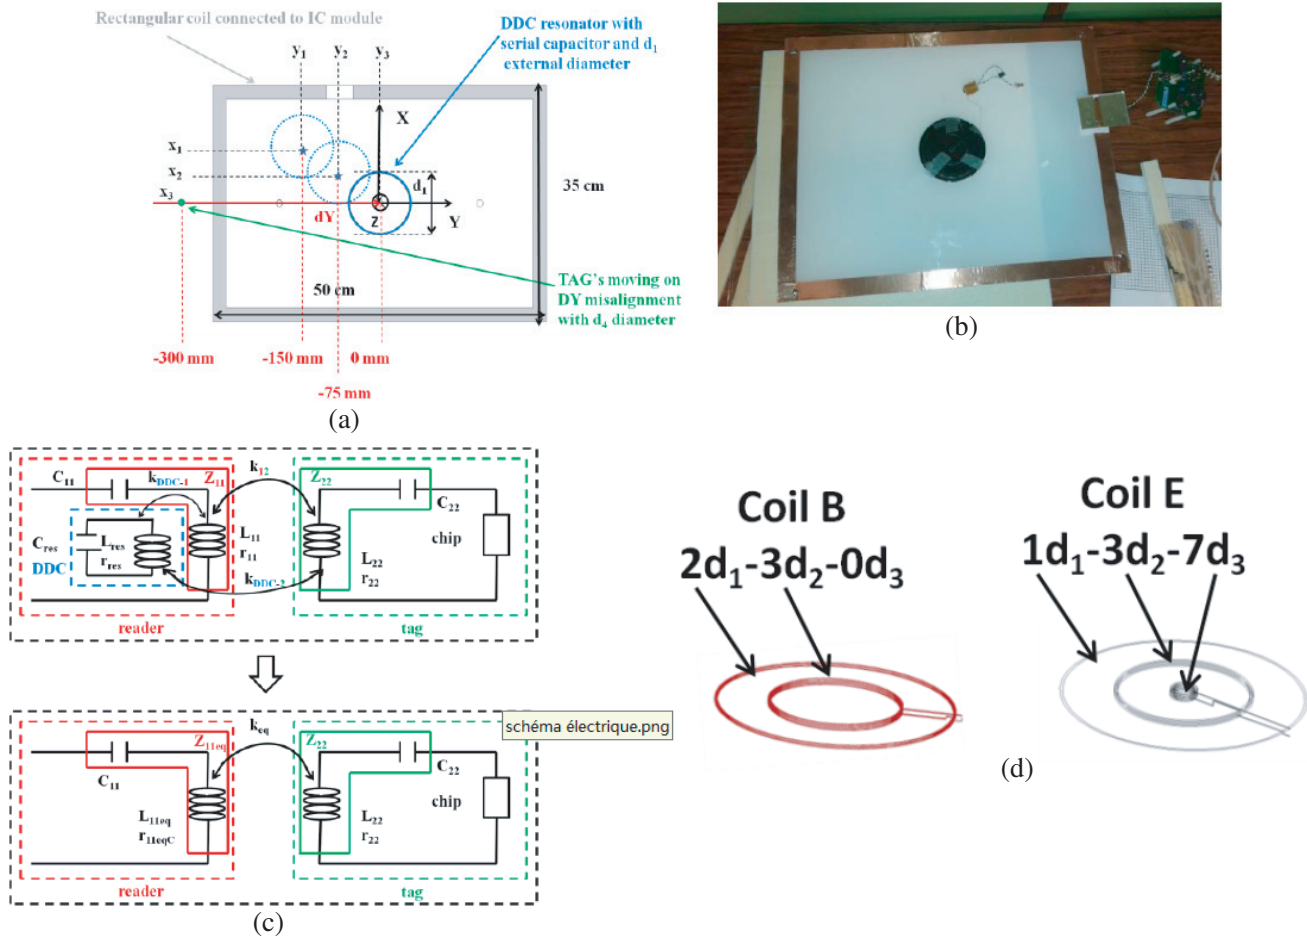 Rectangular coil connected to IC module
DDC resonator with
serial capacitor and d1
external diameter
y1
y2
y3
X
x1
x2
x3
d1
35 cm
dY
Z
Y
50 cm
TAG's moving on
DY misalignment
with d4 diameter
-300 mm
-150 mm
0 mm
-75 mm
(a)
(b)
C11
kDDC-1
Z11
k12
Z22
C22
Cres
Lres
rres
DDC
L11
r11
kDDC-2
L22
r22
chip
reader
tag
keq
Z11eq
Z22
schéma électrique.png
C11
C22
chip
L11eq
r11eqC
L22
r22
reader
tag
(c)
Coil B
2d1-3d2-0d3
Coil E
1d1-3d2-7d3
(d)